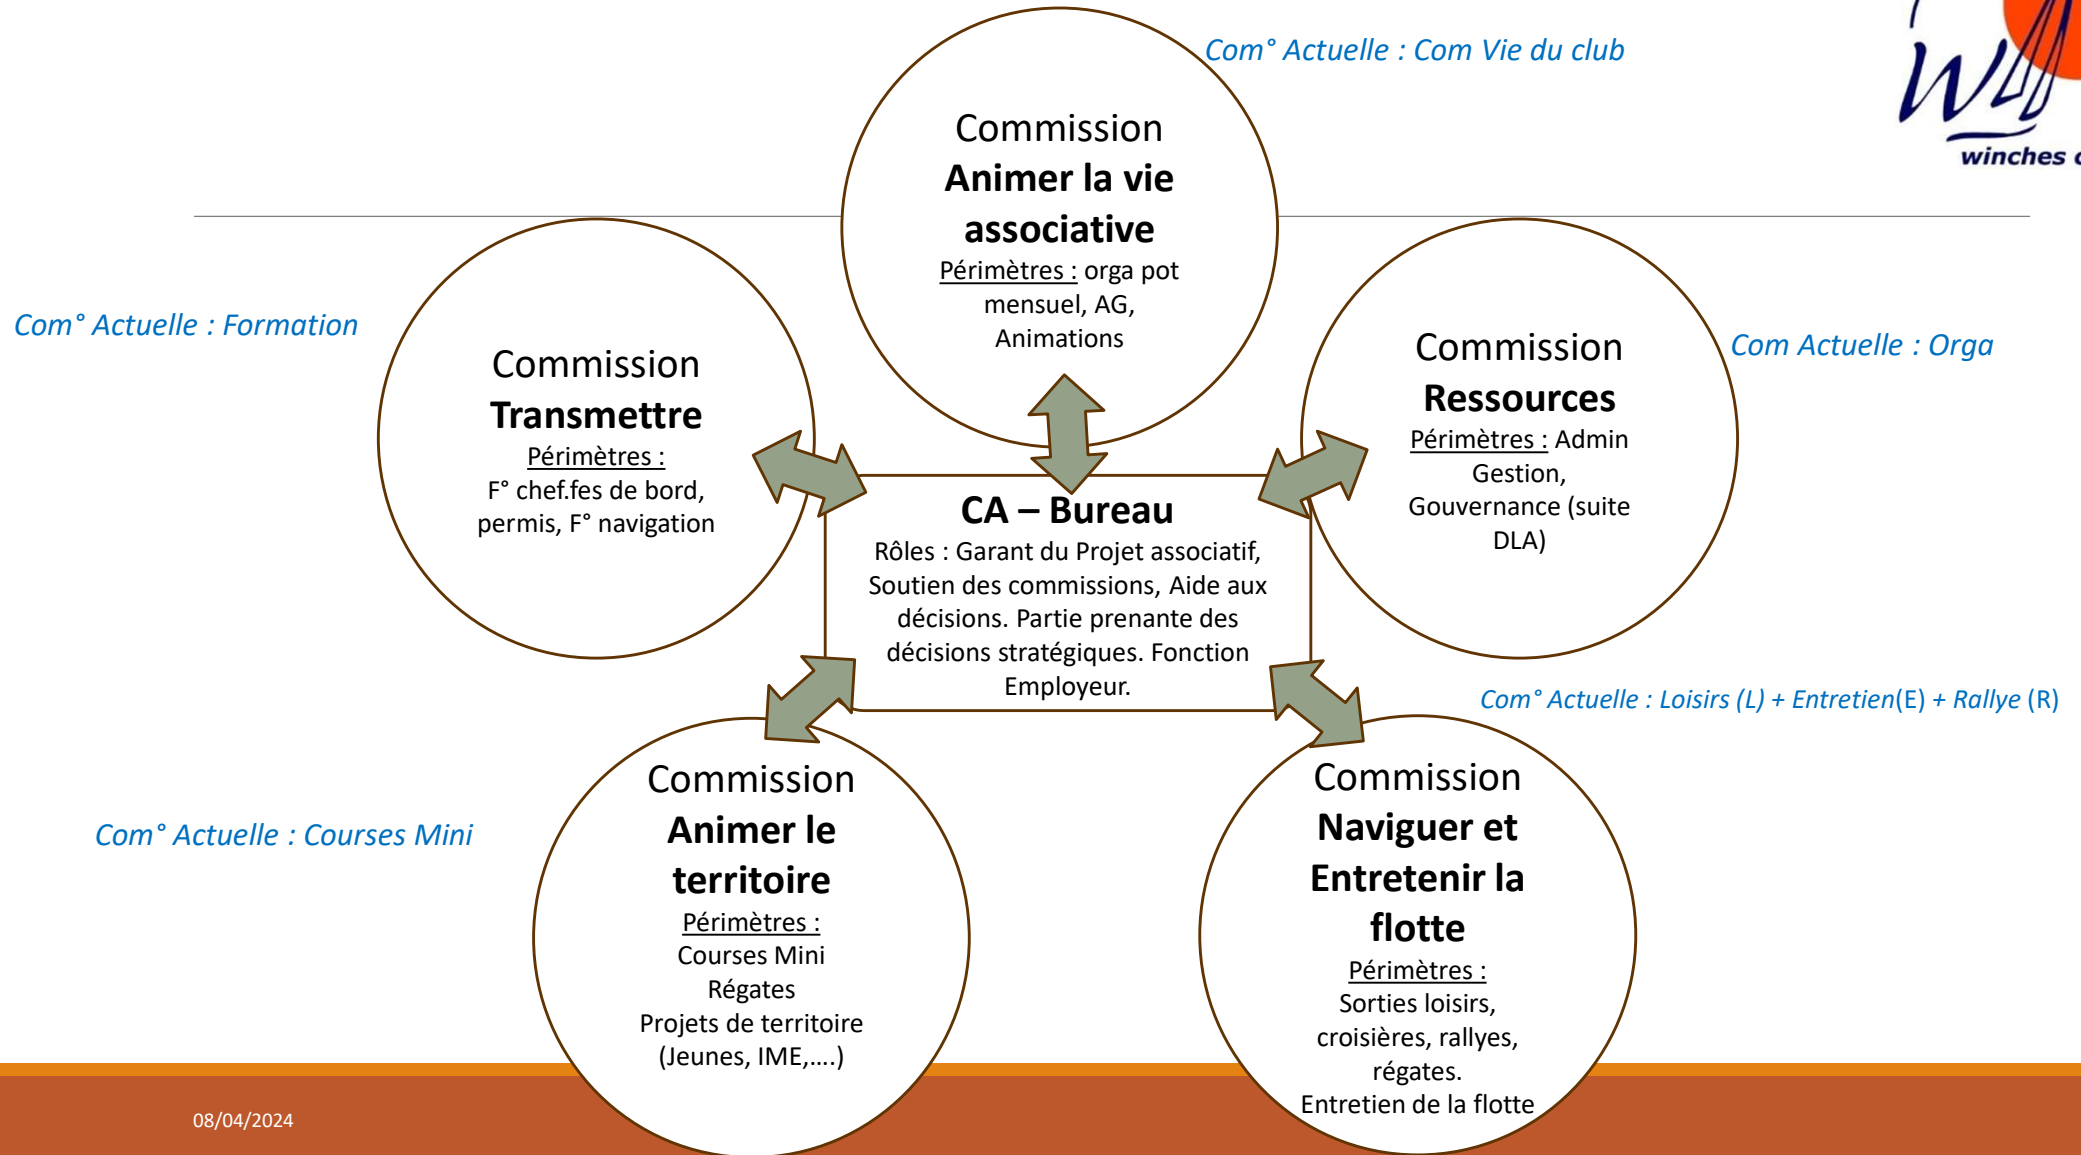 Com° Actuelle : Com Vie du club
winches c
Commission
Animer la vie
associative
Périmètres : orga pot
mensuel, AG,
Animations
Com° Actuelle : Formation
Commission
Transmettre
Périmètres :
F° chef.fes de bord,
permis, F° navigation
Commission
Ressources
Périmètres : Admin
Gestion,
Gouvernance (suite
DLA)
Com Actuelle : Orga
CA – Bureau
Rôles : Garant du Projet associatif,
Soutien des commissions, Aide aux
décisions. Partie prenante des
décisions stratégiques. Fonction
Employeur.
Com° Actuelle : Loisirs (L) + Entretien(E) + Rallye (R)
Com° Actuelle : Courses Mini
Commission
Animer le
territoire
Périmètres :
Courses Mini
Régates
Projets de territoire
(Jeunes, IME,....)
Commission
Naviguer et
Entretenir la
flotte
Périmètres :
Sorties loisirs,
croisières, rallyes,
régates.
Entretien de la flotte
08/04/2024